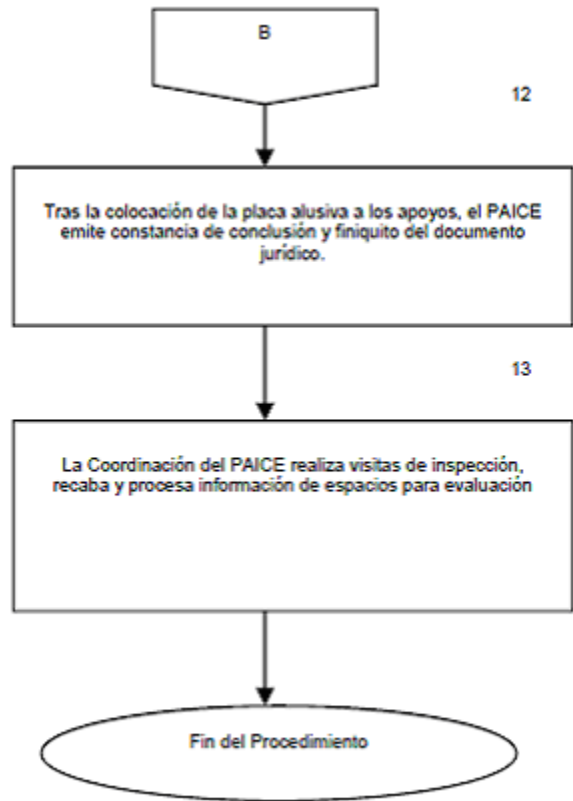 B
12
Tras la colocación de la placa alusiva a los apoyos, el PAICE
emite constancia de conclusión y finiquito del documento
jurídico.
13
La Coordinación del PAICE realiza visitas de inspección,
recaba y procesa información de espacios para evaluación
Fin del Procedimiento